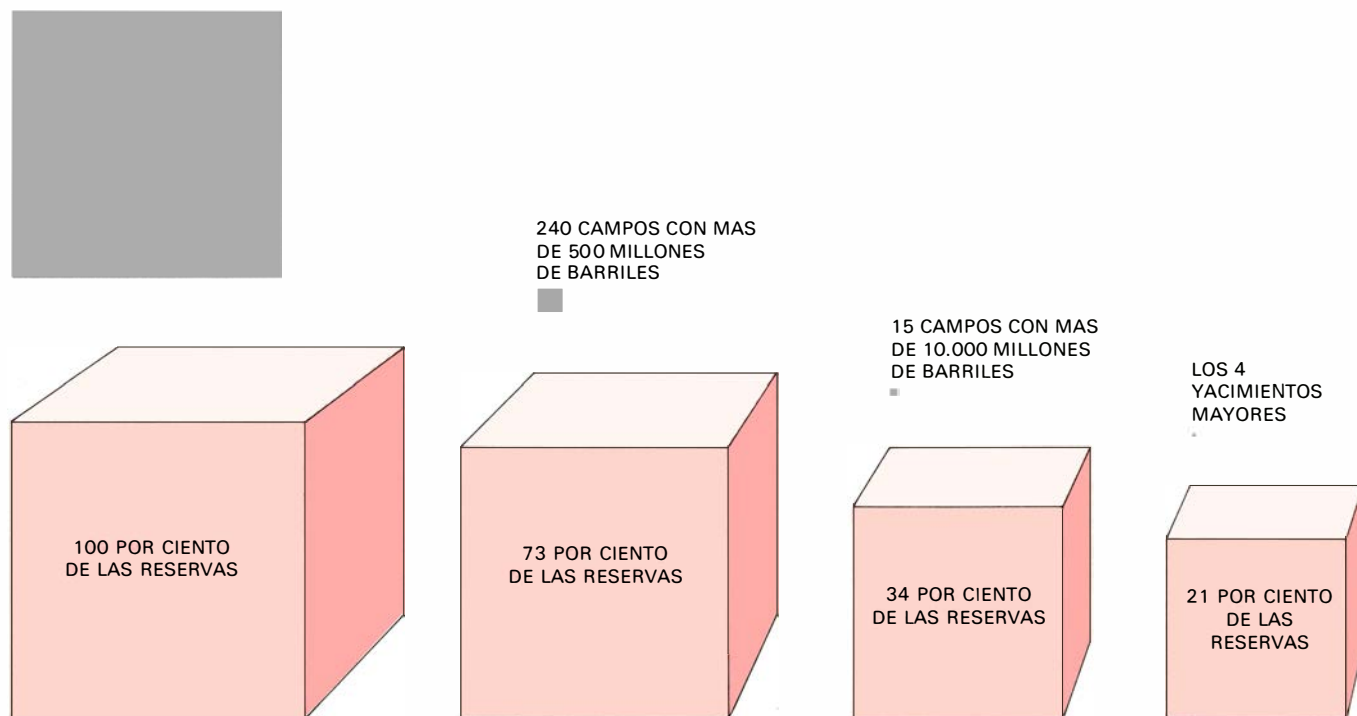 240 CAMPOS CON MAS
DE 500 MILLONES
DE BARRILES
15 CAMPOS CON MAS
DE 10.000 MILLONES
DE BARRILES
LOS 4
YACIMIENTOS
MAYORES
100 POR CIENTO
DE LAS RESERVAS
73 POR CIENTO
DE LAS RESERVAS
34 POR CIENTO
DE LAS RESERVAS
21 POR CIENTO
DE LAS
RESERVAS